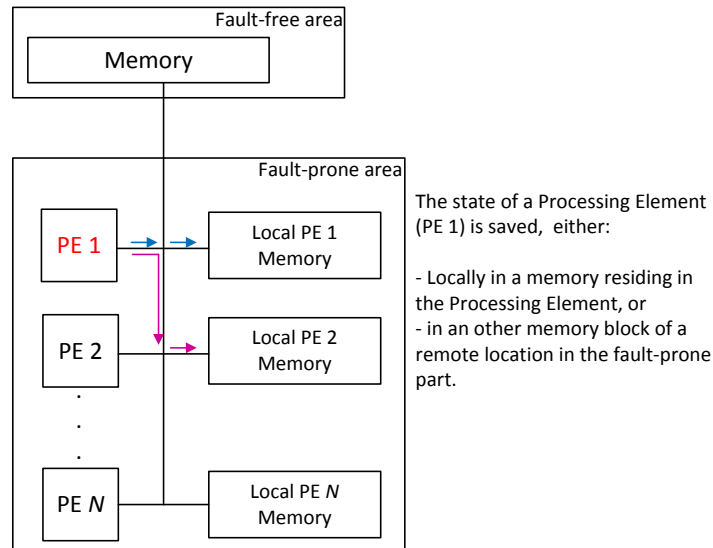 Fault-free area
Memory
Fault-prone area
PE 1
Local PE 1
Memory
The state of a Processing Element
(PE 1) is saved,  either:
- Locally in a memory residing in
the Processing Element, or
- in an other memory block of a
remote location in the fault-prone
part.
PE 2
Local PE 2
Memory
.
.
.
PE N
Local PE N
Memory